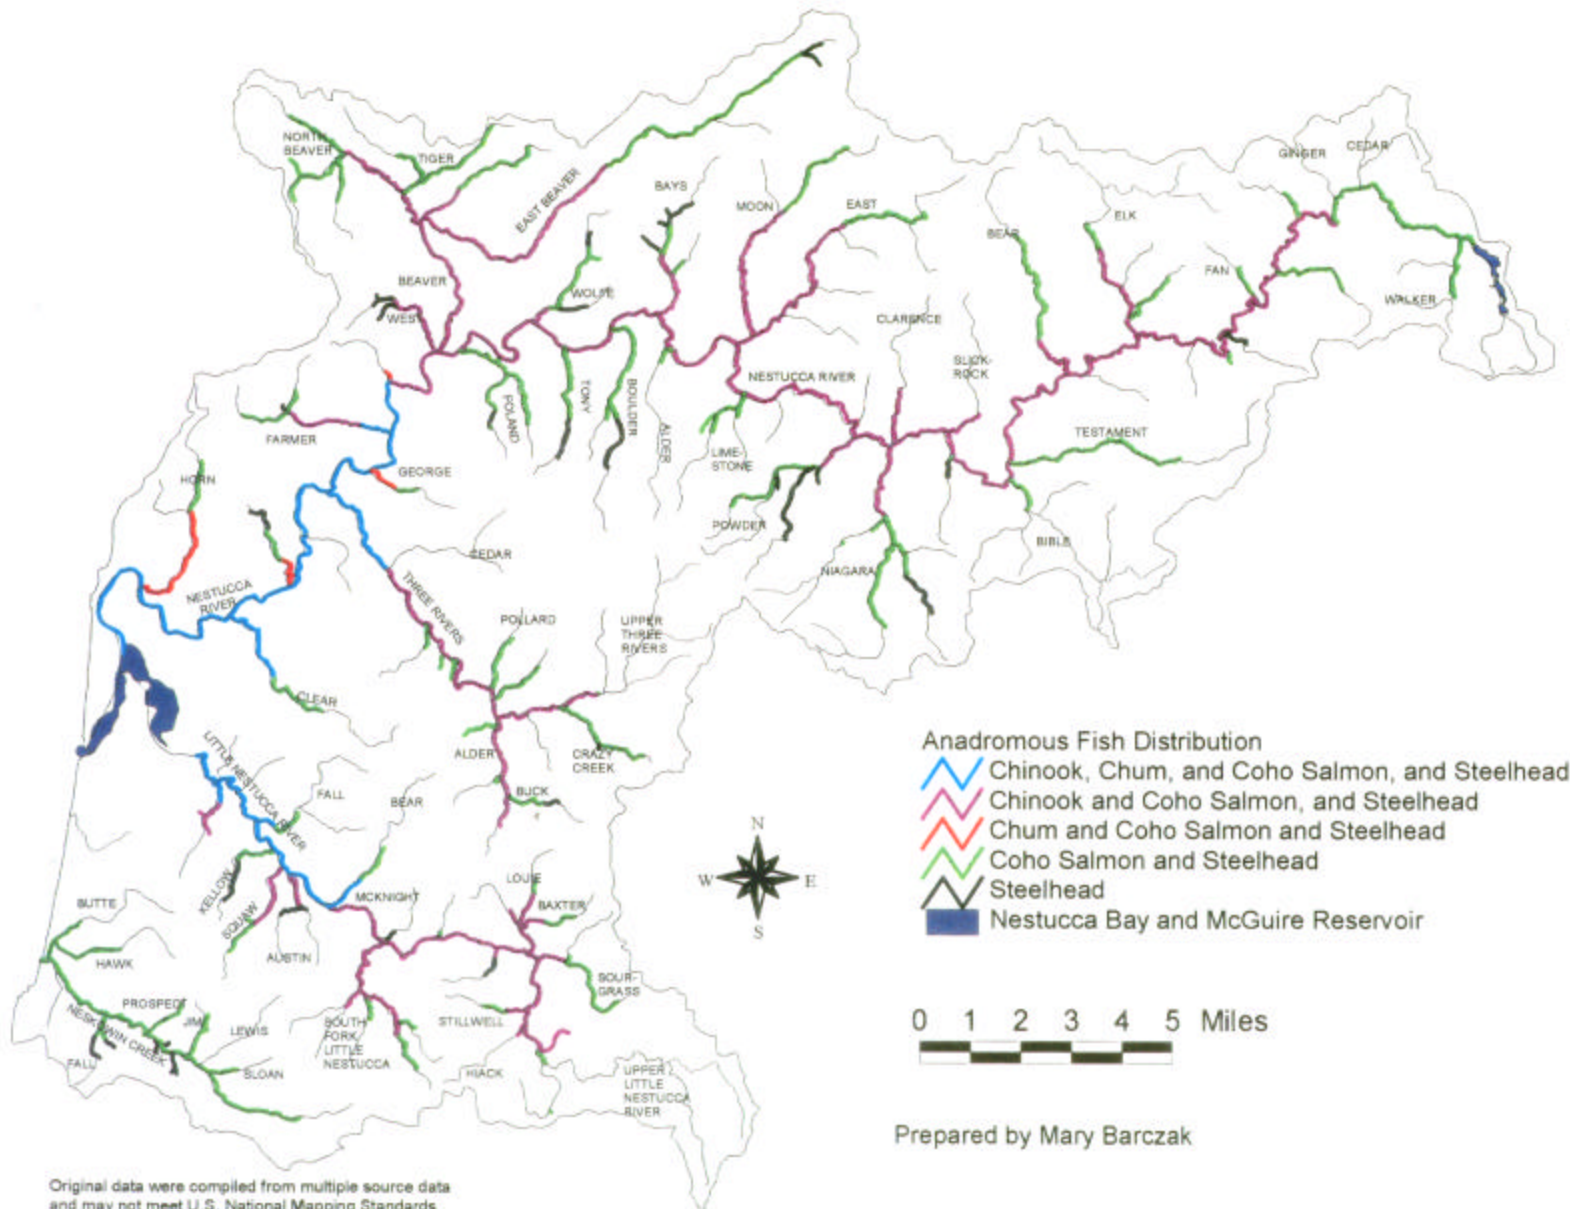 NORTH
BEAVER
TIGER
EAST BEAVER
BAYS
MOON
EAST
BEAR
ELK
FAN
GINGER
CEDAR
WALKER
BEAVER
WEST
WOLFE
CLARENCE
SLICK-
ROCK
NESTUCCA RIVER
POLAND
TONY
BOULDER
ALDER
LIME-
STONE
TESTAMENT
FARMER
GEORGE
HORN
POWDER
BIBLE
NIAGARA
CEDAR
NESTUCCA
RIVER
THREE RIVERS
POLLARD
UPPER
THREE
RIVERS
CLEAR
ALDER
CRAZY
CREEK
BUCK
LITTLE NESTUCCA RIVER
FALL
BEAR
KELLOW
SQUAW
AUSTIN
MCKNIGHT
LOUIE
BAXTER
BUTTE
HAWK
PROSPECT
JIM
LEWIS
NESKOWIN CREEK
FALL
SLOAN
SOUTH
FORK
LITTLE
NESTUCCA
STILLWELL
SOUR-
GRASS
HIACK
UPPER
LITTLE
NESTUCCA
RIVER
N
W
E
S
Anadromous Fish Distribution
Chinook, Chum, and Coho Salmon, and Steelhead
Chinook and Coho Salmon, and Steelhead
Chum and Coho Salmon and Steelhead
Coho Salmon and Steelhead
Steelhead
Nestucca Bay and McGuire Reservoir
0 1 2 3 4 5 Miles
Prepared by Mary Barczak
Original data were compiled from multiple source data
and may not meet U.S. National Mapping Standards